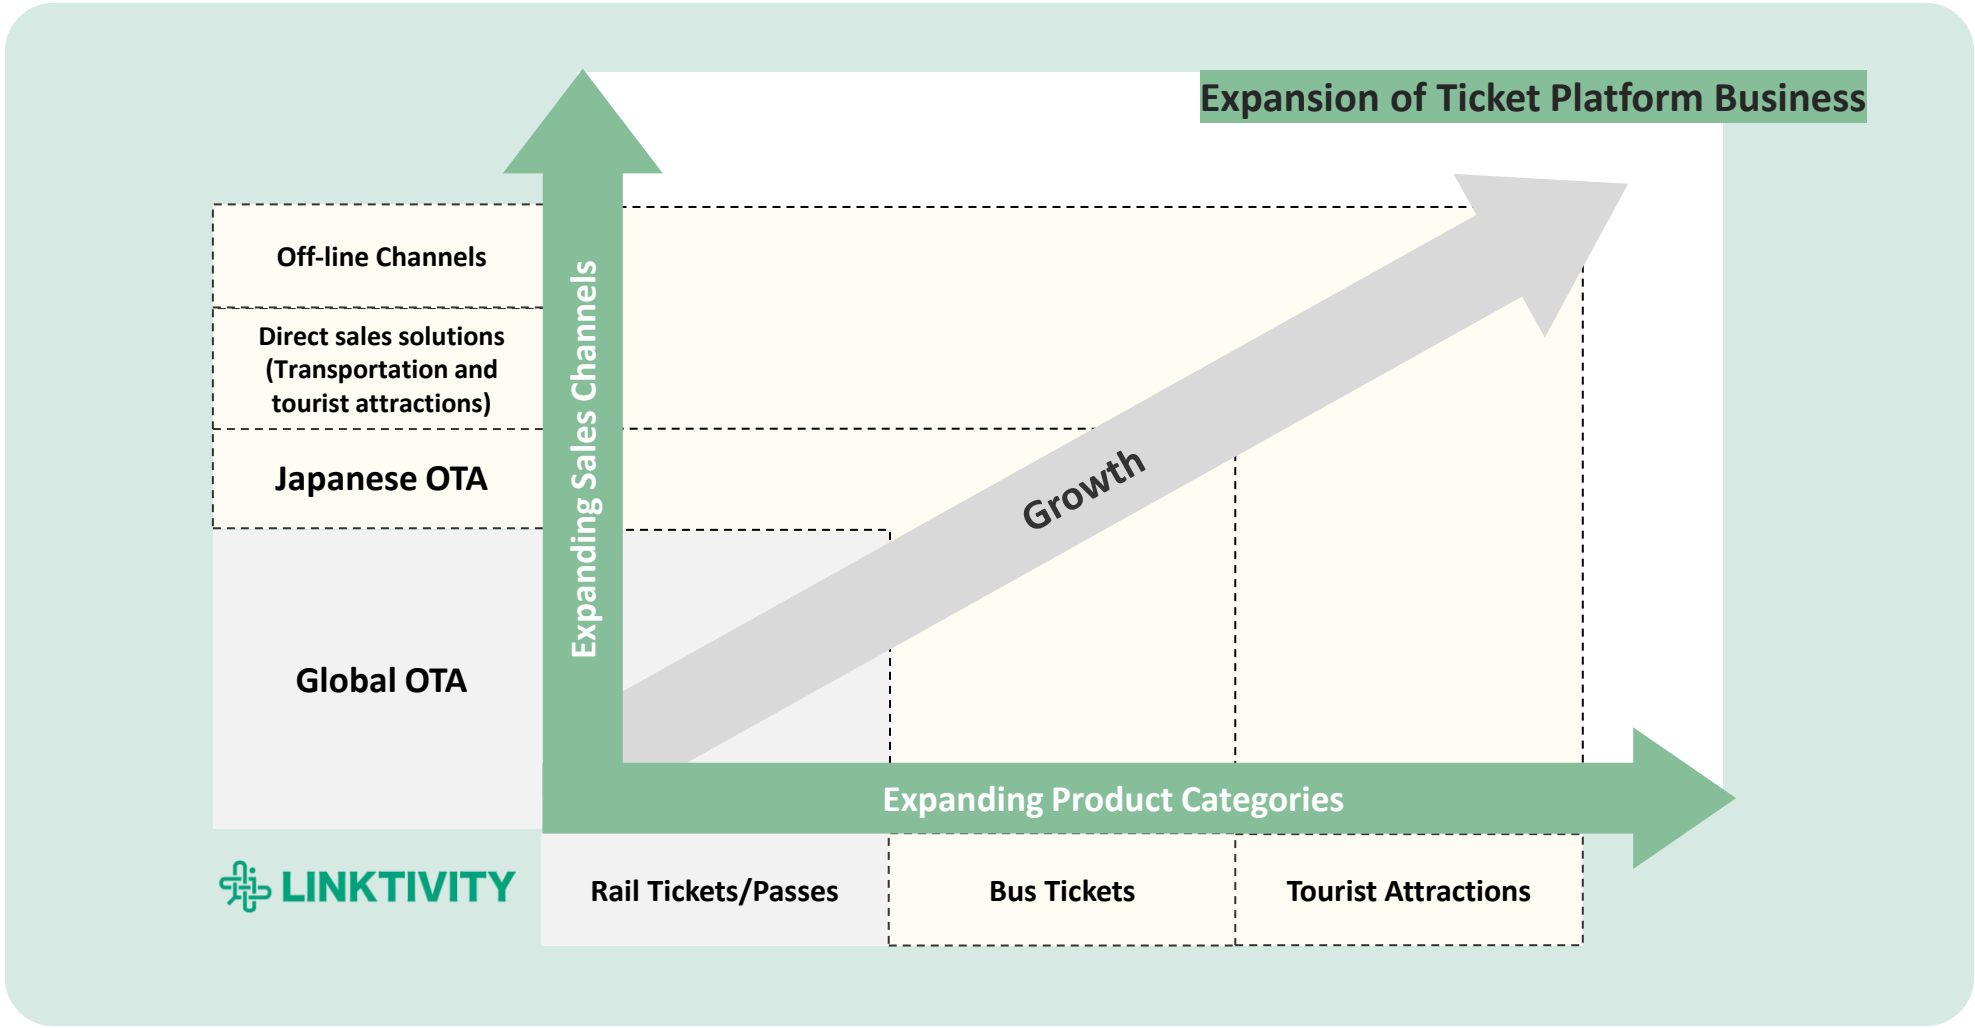 Expansion of Ticket Platform Business
Off-line Channels
Direct sales solutions
(Transportation and
tourist attractions)
Japanese OTA
Global OTA
Expanding Sales Channels
Growth
Expanding Product Categories
LINKTIVITY
Rail Tickets/Passes
Bus Tickets
Tourist Attractions